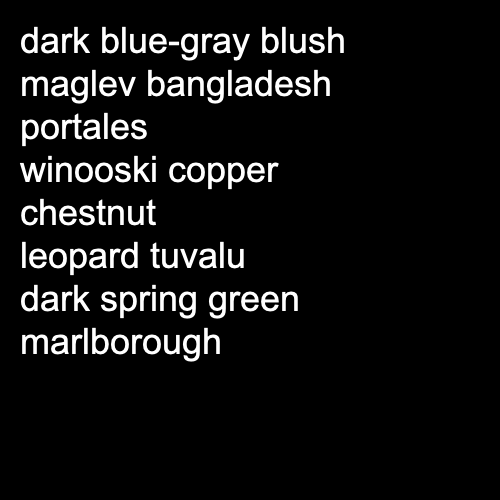 dark blue-gray blush
maglev bangladesh
portales
winooski copper
chestnut
leopard tuvalu
dark spring green
marlborough